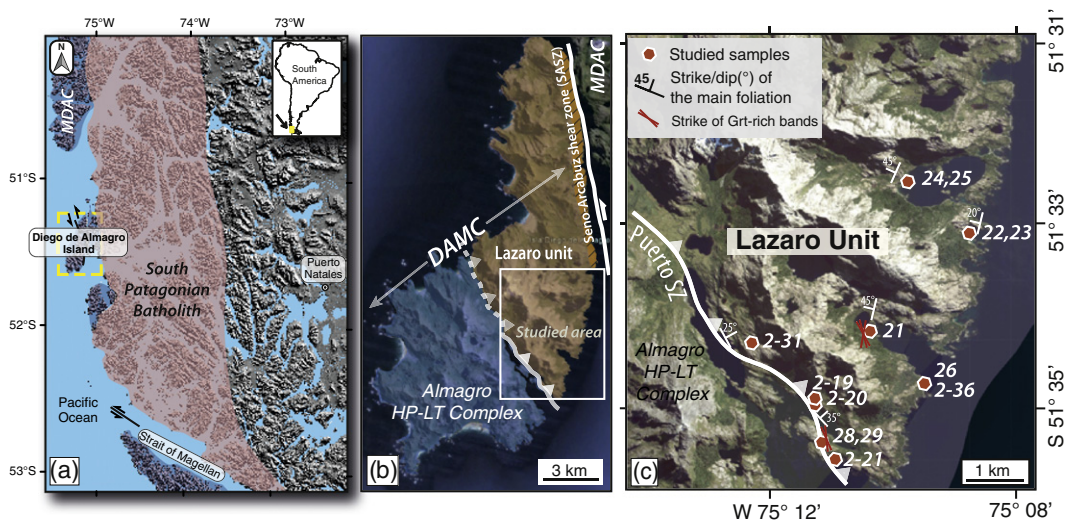 75°W
74°W
73°W
N
MDAC
South
America
51°S
Diego de Almagro
Island
South
Patagonian
Batholith
Puerto
Natales
52°S
Pacific
Ocean
Strait of Magellan
53°S
(a)
MDAC
Seno-Arcabuz shear zone (SASZ)
DAMC
Lazaro unit
Studied area
Almagro
HP-LT Complex
(b)
3 km
Studied samples
45
Strike/dip(°) of
the main foliation
Strike of Grt-rich bands
51° 31'
45°
24,25
20°
22,23
51° 33'
Lazaro Unit
Puerto SZ
45°
21
25°
2-31
Almagro
HP-LT
Complex
26
2-36
2-19
2-20
35°
28,29
2-21
S 51° 35'
(c)
1 km
W 75° 12'
75° 08'